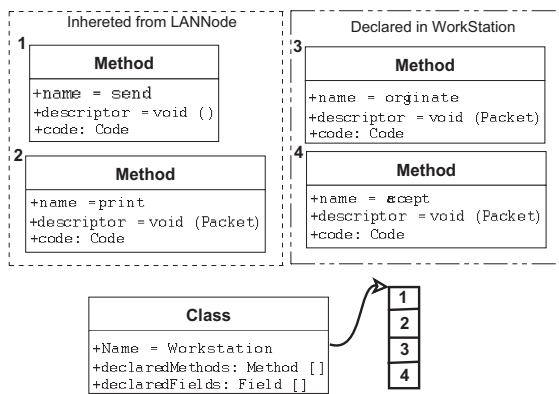 Inhereted from LANNode
1
Method
+name = send
+descriptor = void ()
+code: Code
2
Method
+name =print
+descriptor = void (Packet)
+code: Code
Declared in WorkStation
3
Method
+name = orginate
+descriptor = void (Packet)
+code: Code
4
Method
+name = accept
+descriptor = void (Packet)
+code: Code
Class
+Name = Workstation
+declaredMethods: Method []
+declaredFields: Field []
1
2
3
4